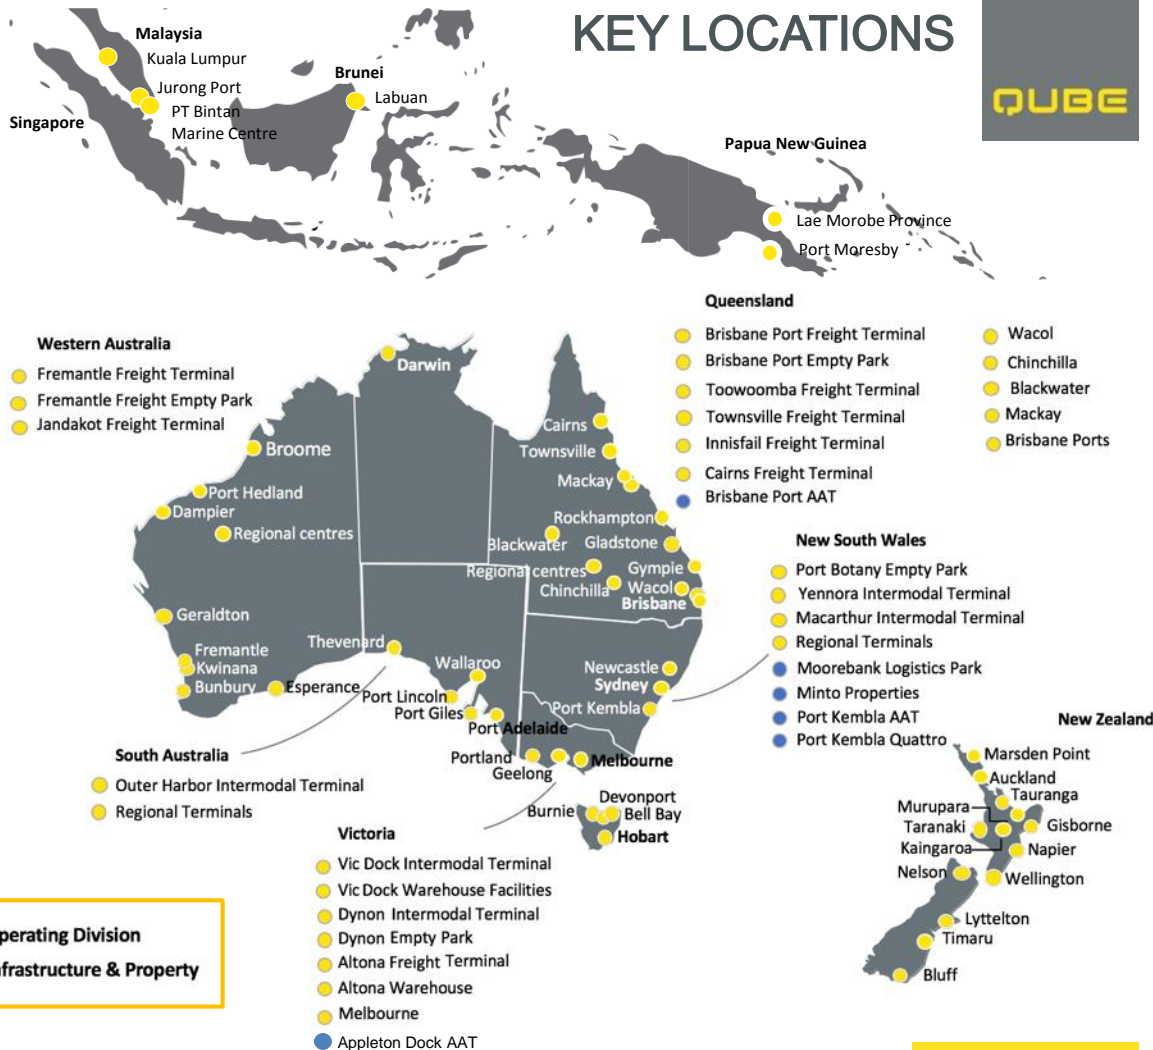 KEY LOCATIONS
QUBE
Malaysia
Kuala Lumpur
Jurong Port
PT Bintan
Marine Centre
Singapore
Brunei
Labuan
Papua New Guinea
Lae Morobe Province
Port Moresby
Western Australia
Fremantle Freight Terminal
Fremantle Freight Empty Park
Jandakot Freight Terminal
Queensland
Brisbane Port Freight Terminal
Brisbane Port Empty Park
Toowoomba Freight Terminal
Townsville Freight Terminal
Innisfail Freight Terminal
Cairns Freight Terminal
Brisbane Port AAT
Wacol
Chinchilla
Blackwater
Mackay
Brisbane Ports
Darwin
Broome
Port Hedland
Dampier
Regional centres
Geraldton
Fremantle
Kwinana
Bunbury
Esperance
Cairns
Townsville
Mackay
Rockhampton
Blackwater
Gladstone
Regional centres
Gympie
Chinchilla
Wacol
Brisbane
Thevenard
Wallaroo
Port Lincoln
Port Giles
Port Adelaide
Newcastle
Sydney
Port Kembla
Portland
Geelong
Melbourne
Devonport
Burnie
Bell Bay
Hobart
New South Wales
Port Botany Empty Park
Yennora Intermodal Terminal
Macarthur Intermodal Terminal
Regional Terminals
Moorebank Logistics Park
Minto Properties
Port Kembla AAT
Port Kembla Quattro
South Australia
Outer Harbor Intermodal Terminal
Regional Terminals
Victoria
Vic Dock Intermodal Terminal
Vic Dock Warehouse Facilities
Dynon Intermodal Terminal
Dynon Empty Park
Altona Freight Terminal
Altona Warehouse
Melbourne
Appleton Dock AAT
New Zealand
Marsden Point
Auckland
Tauranga
Murupara
Taranaki
Gisborne
Kaingaroa
Napier
Nelson
Wellington
Lyttelton
Timaru
Bluff
perating Division
frastructure & Property